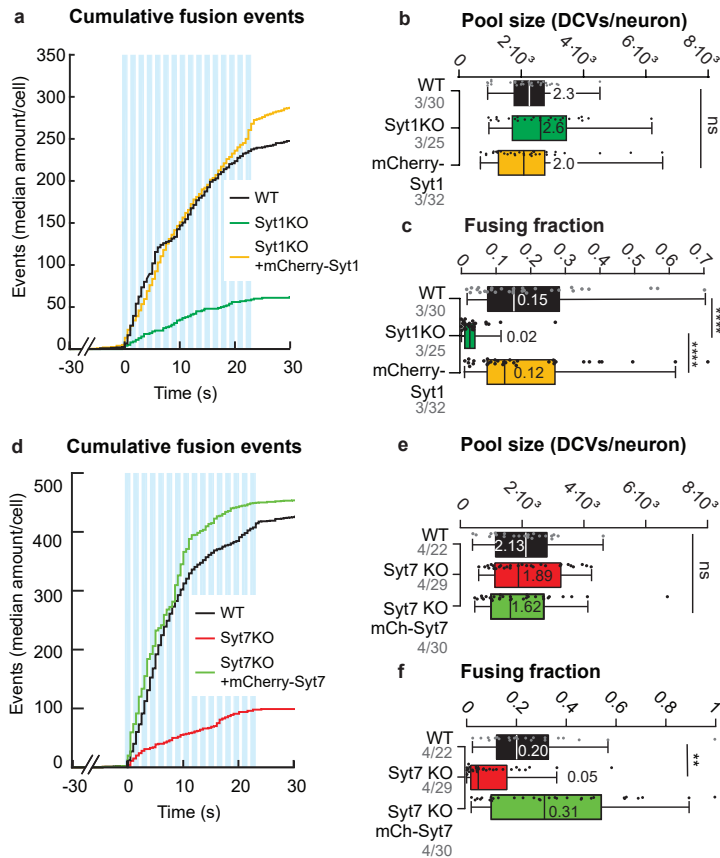 a
Cumulative fusion events
350
300
250
200
150
100
50
0
Events (median amount/cell)
WT
Syt1KO
Syt1KO
+mCherry-Syt1
-30
0
10
20
30
Time (s)
b
Pool size (DCVs/neuron)
0
2·10³
4·10³
6·10³
8·10³
WT
3/30
2.3
Syt1KO
3/25
2.6
mCherry-
Syt1
3/32
2.0
ns
c
Fusing fraction
0
0.1
0.2
0.3
0.4
0.5
0.6
0.7
WT
3/30
0.15
Syt1KO
3/25
0.02
mCherry-
Syt1
3/32
0.12
****
****
d
Cumulative fusion events
500
400
300
200
100
0
Events (median amount/cell)
WT
Syt7KO
Syt7KO
+mCherry-Syt7
-30
0
10
20
30
Time (s)
e
Pool size (DCVs/neuron)
0
2·10³
4·10³
6·10³
8·10³
WT
4/22
2.13
Syt7 KO
4/29
1.89
Syt7 KO
mCh-Syt7
4/30
1.62
ns
f
Fusing fraction
0
0.2
0.4
0.6
0.8
1
WT
4/22
0.20
Syt7 KO
4/29
0.05
Syt7 KO
mCh-Syt7
4/30
0.31
**